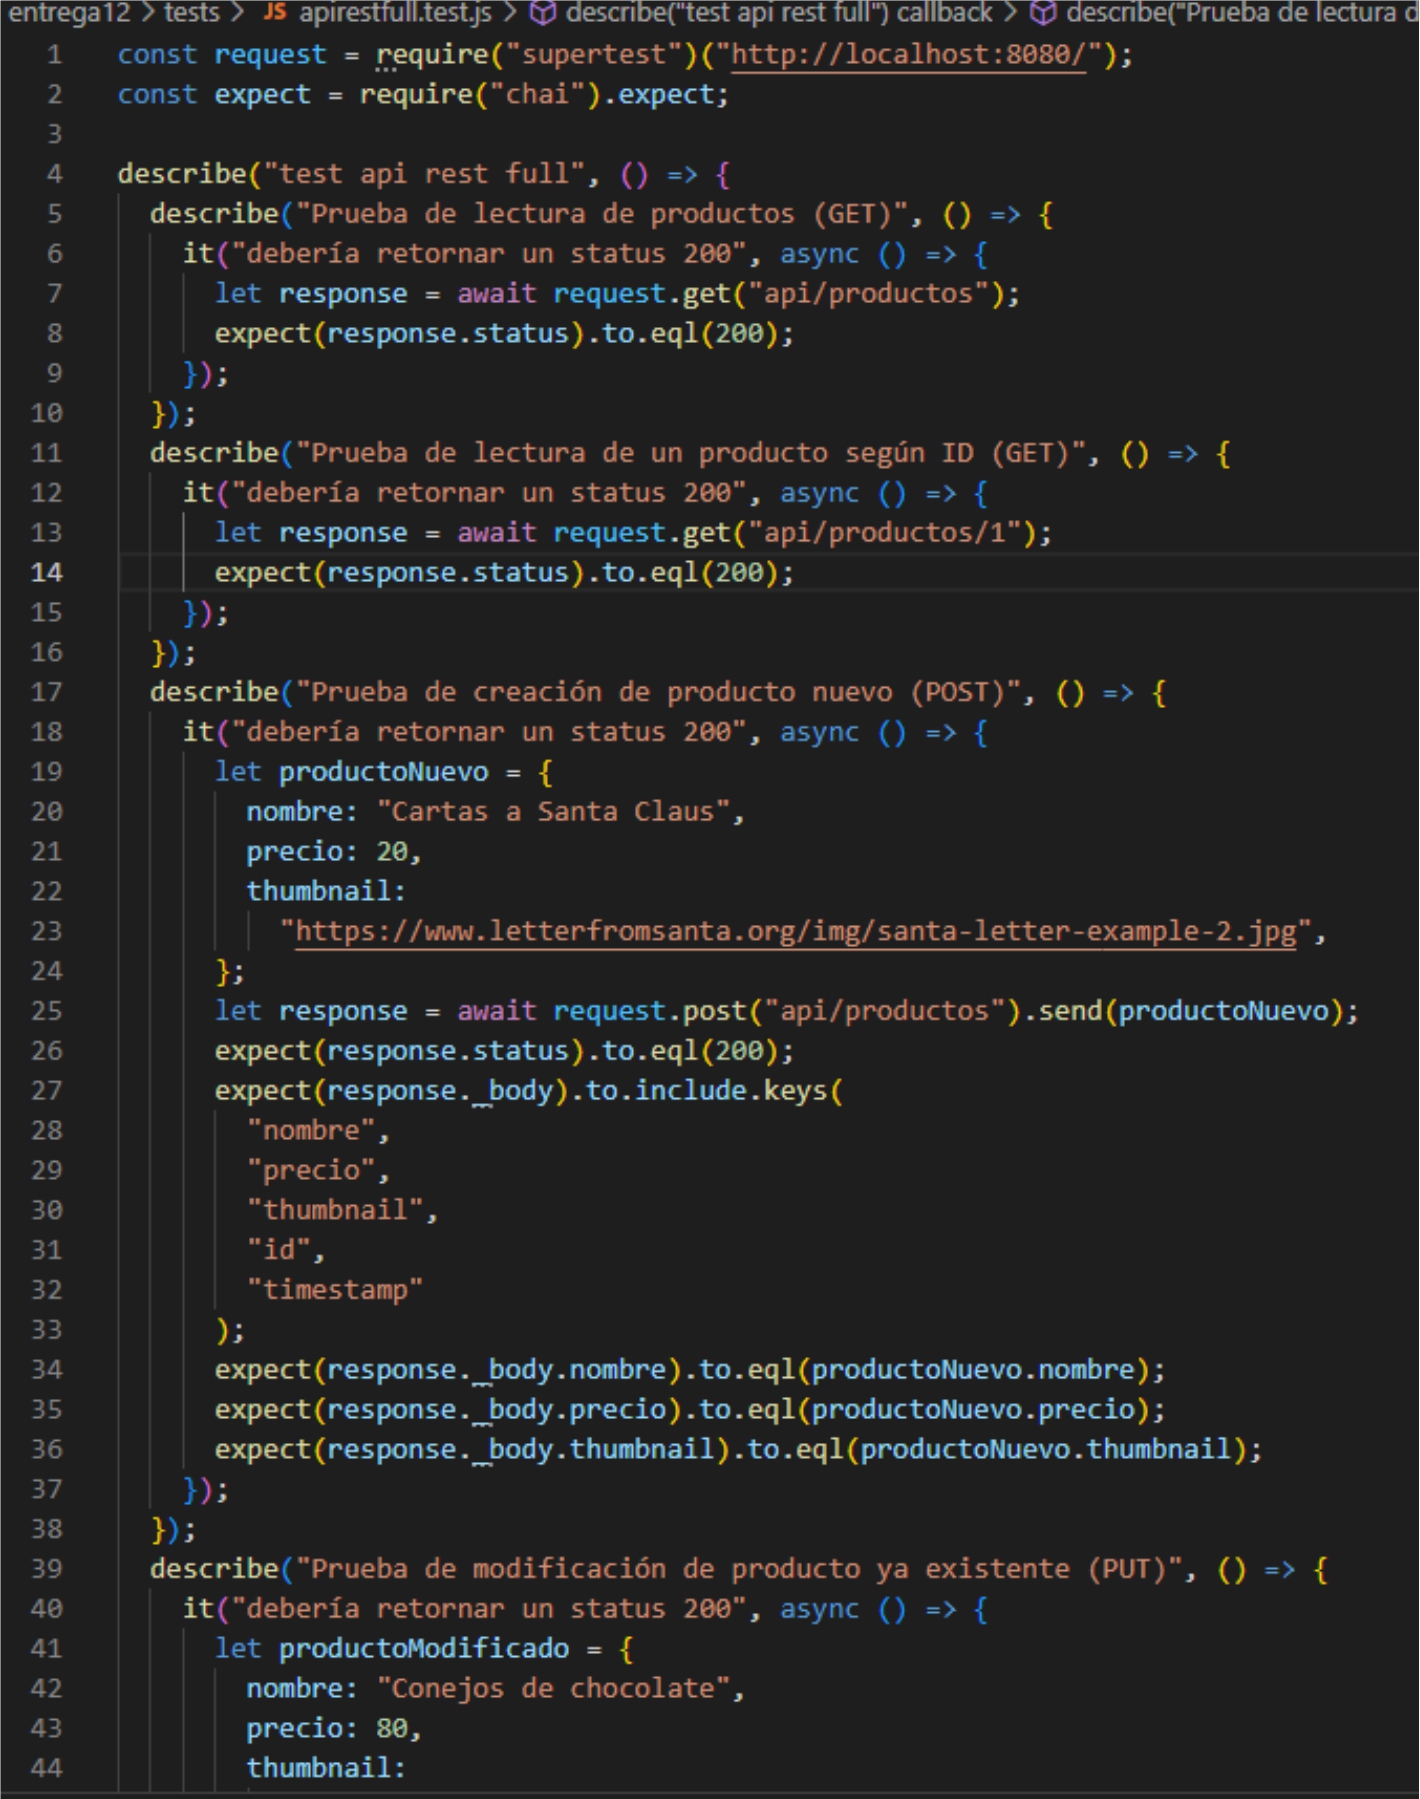 entrega12 > tests > JS apirestfull.test.js > describe("test api rest full") callback > describe("Prueba de lectura d
1 const request = require("supertest")("http://localhost:8080/");
2 const expect = require("chai").expect;
3
4 describe("test api rest full", () => {
5 describe("Prueba de lectura de productos (GET)", () => {
6 it("debería retornar un status 200", async () => {
7 let response = await request.get("api/productos");
8 expect(response.status).to.eql(200);
9 });
10 });
11 describe("Prueba de lectura de un producto según ID (GET)", () => {
12 it("debería retornar un status 200", async () => {
13 let response = await request.get("api/productos/1");
14 expect(response.status).to.eql(200);
15 });
16 });
17 describe("Prueba de creación de producto nuevo (POST)", () => {
18 it("debería retornar un status 200", async () => {
19 let productoNuevo = {
20 nombre: "Cartas a Santa Claus",
21 precio: 20,
22 thumbnail:
23 "https://www.letterfromsanta.org/img/santa-letter-example-2.jpg",
24 };
25 let response = await request.post("api/productos").send(productoNuevo);
26 expect(response.status).to.eql(200);
27 expect(response._body).to.include.keys(
28 "nombre",
29 "precio",
30 "thumbnail",
31 "id",
32 "timestamp"
33 );
34 expect(response._body.nombre).to.eql(productoNuevo.nombre);
35 expect(response._body.precio).to.eql(productoNuevo.precio);
36 expect(response._body.thumbnail).to.eql(productoNuevo.thumbnail);
37 });
38 });
39 describe("Prueba de modificación de producto ya existente (PUT)", () => {
40 it("debería retornar un status 200", async () => {
41 let productoModificado = {
42 nombre: "Conejos de chocolate",
43 precio: 80,
44 thumbnail: